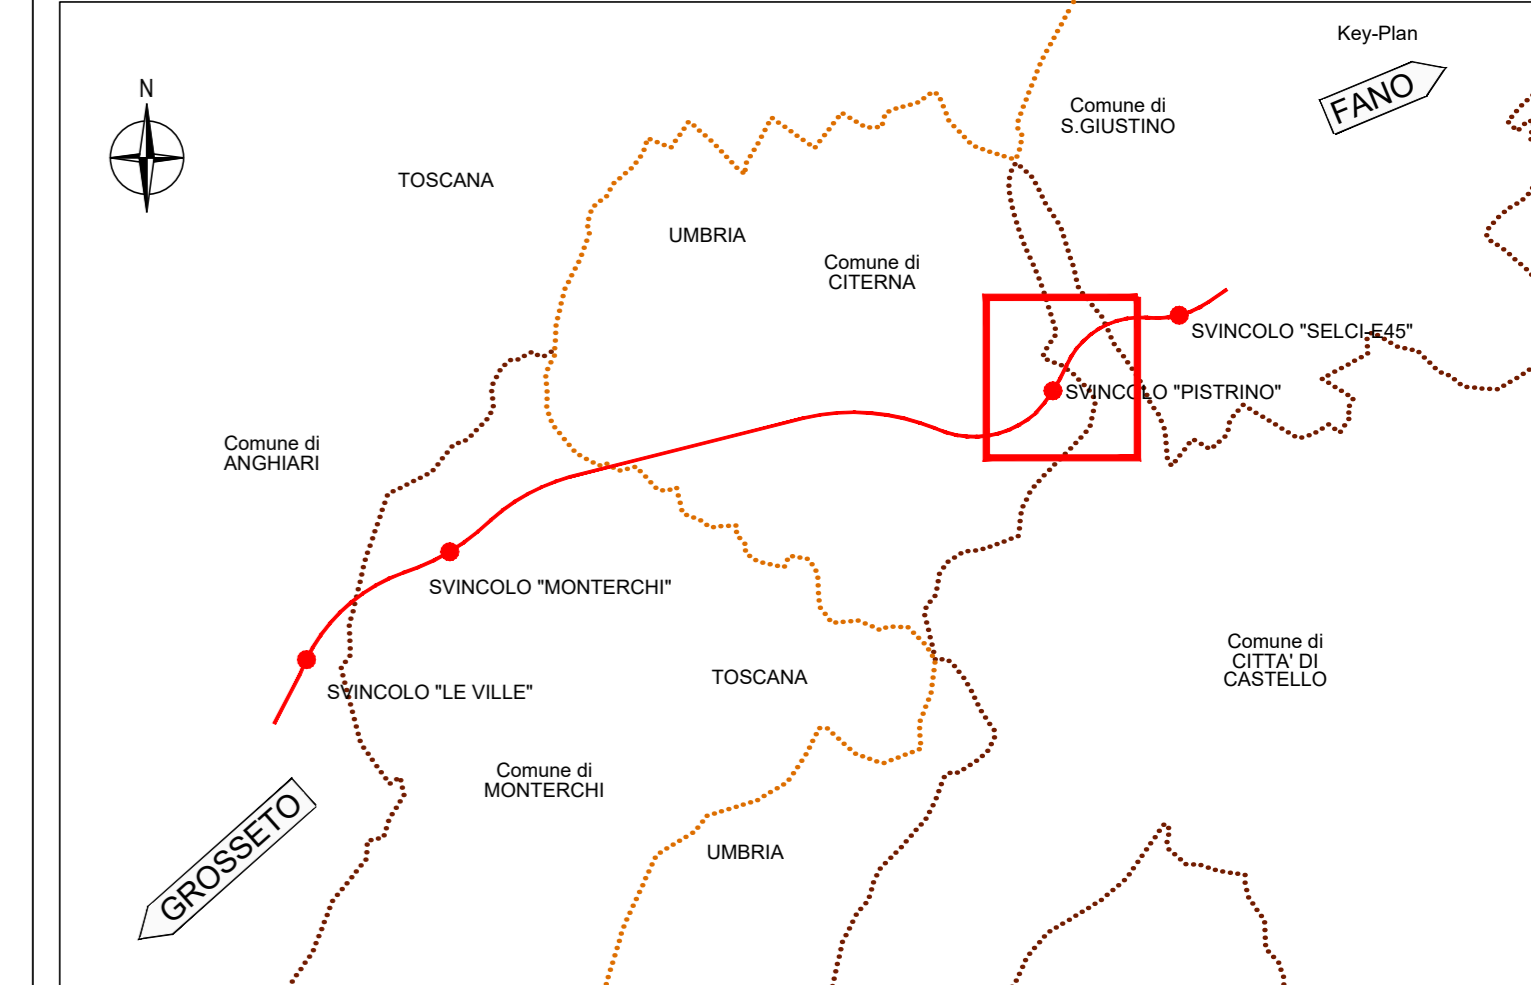 Key-Plan
N
FANO
Comune di
S.GIUSTINO
TOSCANA
UMBRIA
Comune di
CITERNA
SVINCOLO "SELCI-E45"
SVINCOLO "PISTRINO"
Comune di
ANGHIARI
SVINCOLO "MONTERCHI"
Comune di
CITTA' DI
CASTELLO
TOSCANA
SVINCOLO "LE VILLE"
Comune di
MONTERCHI
GROSSETO
UMBRIA